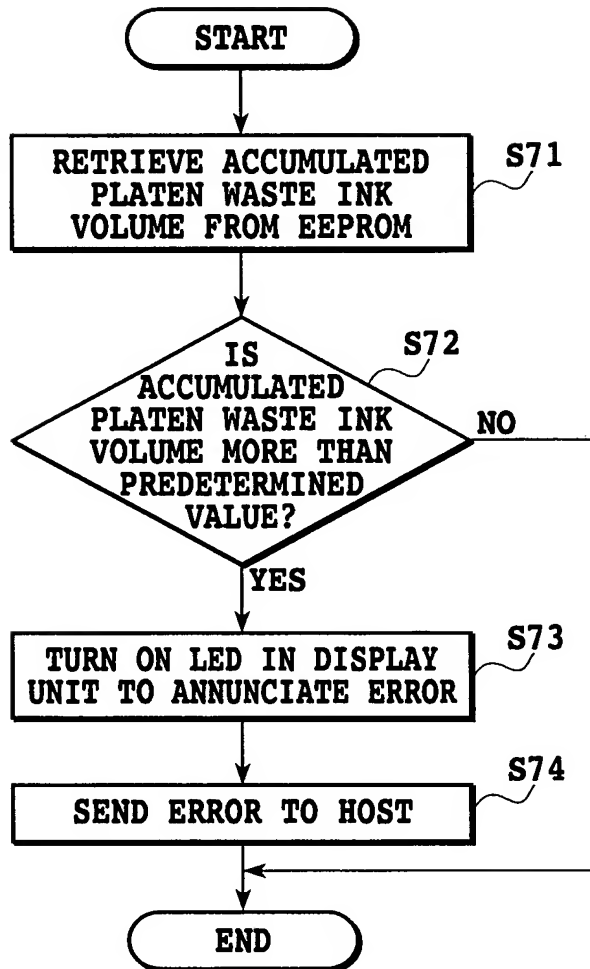 START
RETRIEVE ACCUMULATED
PLATEN WASTE INK
VOLUME FROM EEPROM
S71
IS
ACCUMULATED
PLATEN WASTE INK
VOLUME MORE THAN
PREDETERMINED
VALUE?
S72
NO
YES
TURN ON LED IN DISPLAY
UNIT TO ANNUNCIATE ERROR
S73
SEND ERROR TO HOST
S74
END